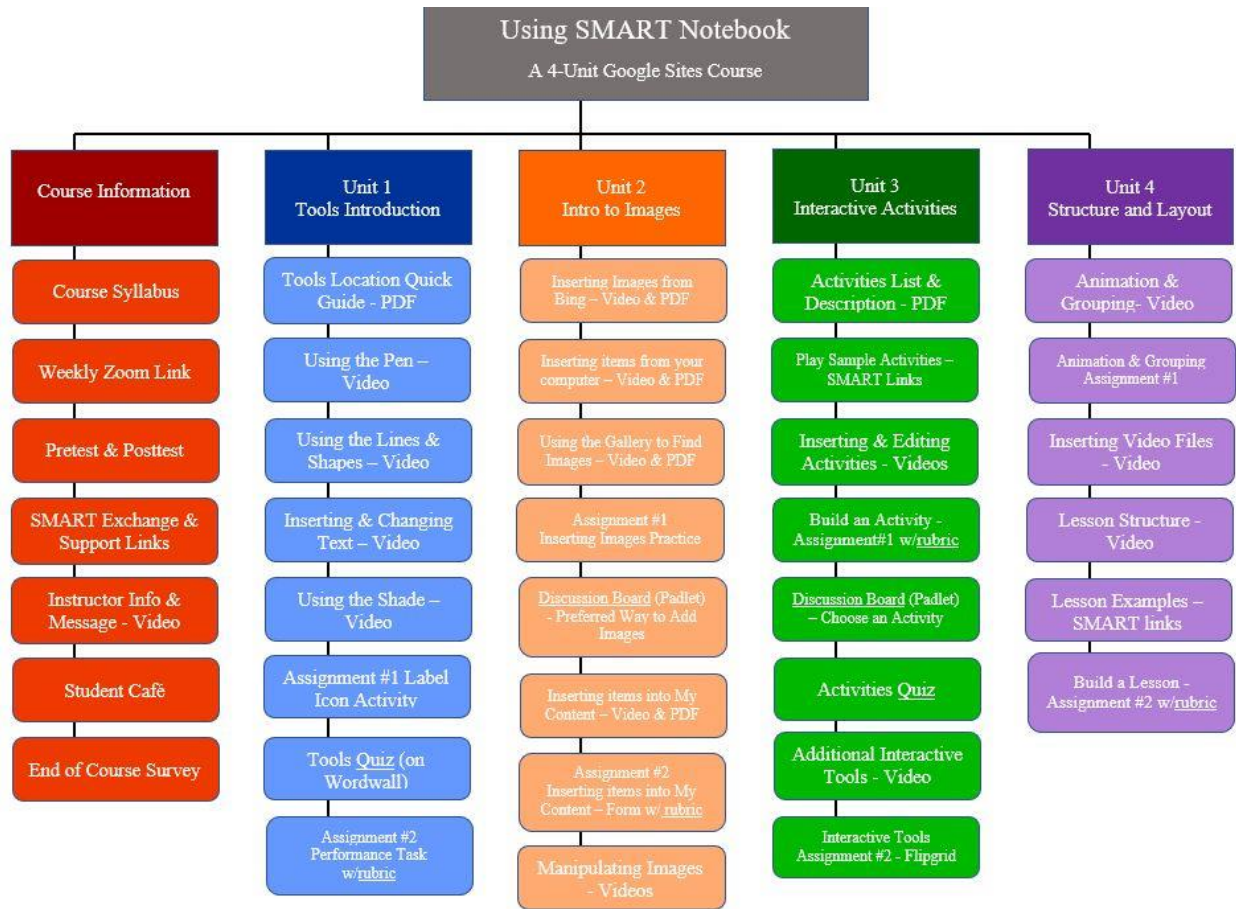 Using SMART Notebook
A 4-Unit Google Sites Course
Course Information
Course Syllabus
Weekly Zoom Link
Pretest & Posttest
SMART Exchange &
Support Links
Instructor Info &
Message - Video
Student Café
End of Course Survey
Unit 1
Tools Introduction
Tools Location Quick
Guide - PDF
Using the Pen –
Video
Using the Lines &
Shapes – Video
Inserting & Changing
Text – Video
Using the Shade –
Video
Assignment #1 Label
Icon Activity
Tools Quiz (on
Wordwall)
Assignment #2
Performance Task
w/rubric
Unit 2
Intro to Images
Inserting Images from
Bing – Video & PDF
Inserting items from your
computer – Video & PDF
Using the Gallery to Find
Images – Video & PDF
Assignment #1
Inserting Images Practice
Discussion Board (Padlet)
- Preferred Way to Add
Images
Inserting items into My
Content – Video & PDF
Assignment #2
Inserting items into My
Content – Form w/ rubric
Manipulating Images
- Videos
Unit 3
Interactive Activities
Activities List &
Description - PDF
Play Sample Activities –
SMART Links
Inserting & Editing
Activities - Videos
Build an Activity -
Assignment#1 w/rubric
Discussion Board (Padlet)
– Choose an Activity
Activities Quiz
Additional Interactive
Tools - Video
Interactive Tools
Assignment #2 - Flipgrid
Unit 4
Structure and Layout
Animation &
Grouping- Video
Animation & Grouping
Assignment #1
Inserting Video Files
- Video
Lesson Structure -
Video
Lesson Examples –
SMART links
Build a Lesson -
Assignment #2 w/rubric